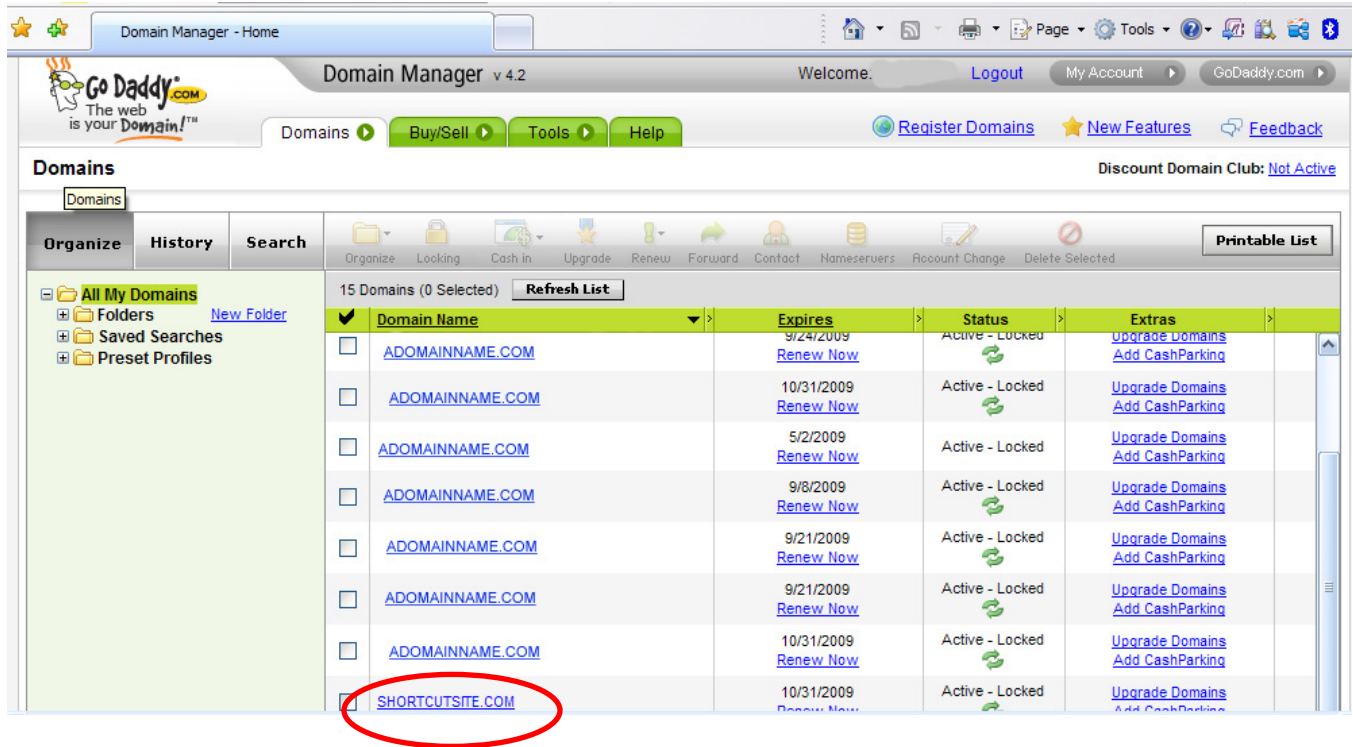 Domain Manager - Home
Page
Tools
Go Daddy.COM
The web
is your Domain!™
Domain Manager v 4.2
Welcome:
Logout
My Account
GoDaddy.com
Domains
Buy/Sell
Tools
Help
Register Domains
New Features
Feedback
Domains
Discount Domain Club: Not Active
Domains
Organize
History
Search
Organize
Locking
Cash in
Upgrade
Renew
Forward
Contact
Nameservers
Account Change
Delete Selected
Printable List
All My Domains
Folders
New Folder
Saved Searches
Preset Profiles
15 Domains (0 Selected)
Refresh List
Domain Name
Expires
Status
Extras
ADOMAINNAME.COM
9/24/2009
Renew Now
Active - Locked
Upgrade Domains
Add CashParking
ADOMAINNAME.COM
10/31/2009
Renew Now
Active - Locked
Upgrade Domains
Add CashParking
ADOMAINNAME.COM
5/2/2009
Renew Now
Active - Locked
Upgrade Domains
Add CashParking
ADOMAINNAME.COM
9/8/2009
Renew Now
Active - Locked
Upgrade Domains
Add CashParking
ADOMAINNAME.COM
9/21/2009
Renew Now
Active - Locked
Upgrade Domains
Add CashParking
ADOMAINNAME.COM
9/21/2009
Renew Now
Active - Locked
Upgrade Domains
Add CashParking
ADOMAINNAME.COM
10/31/2009
Renew Now
Active - Locked
Upgrade Domains
Add CashParking
SHORTCUTSITE.COM
10/31/2009
Renew Now
Active - Locked
Upgrade Domains
Add CashParking